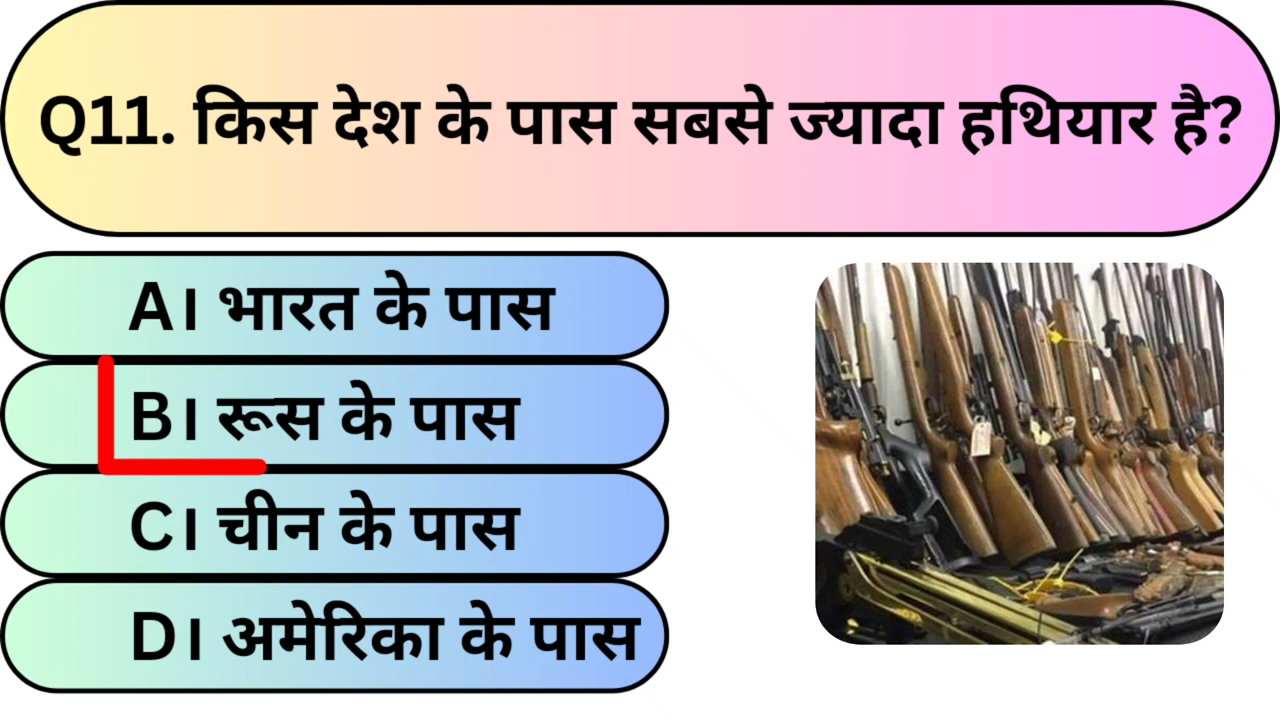 Q11. किस देश के पास सबसे ज्यादा हथियार है?
A। भारत के पास
B। रूस के पास
C। चीन के पास
D। अमेरिका के पास